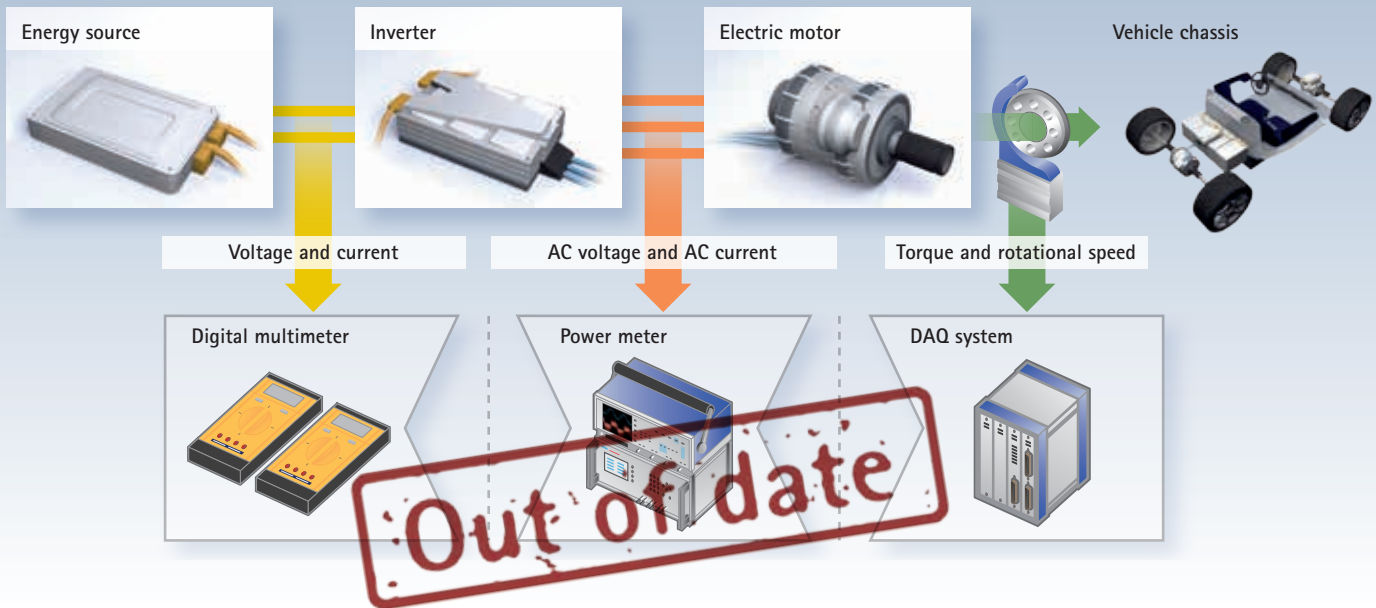 Energy source
Inverter
Electric motor
Vehicle chassis
Voltage and current
AC voltage and AC current
Torque and rotational speed
Digital multimeter
Power meter
DAQ system
Out of date